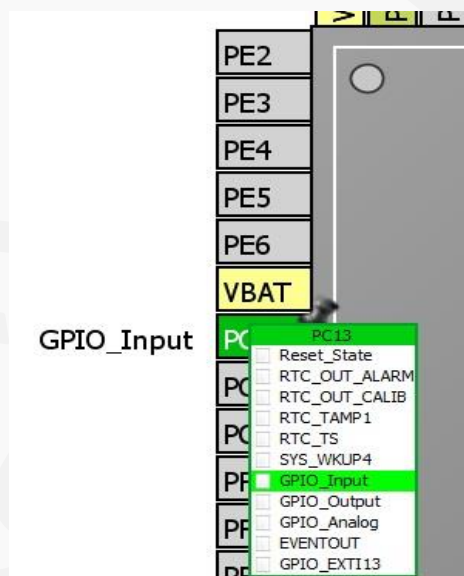 PE2
PE3
PE4
PE5
PE6
VBAT
GPIO_Input
PC13
Reset_State
RTC_OUT_ALARM
RTC_OUT_CALIB
RTC_TAMP1
RTC_TS
SYS_WKUP4
GPIO_Input
GPIO_Output
GPIO_Analog
EVENTOUT
GPIO_EXTI13